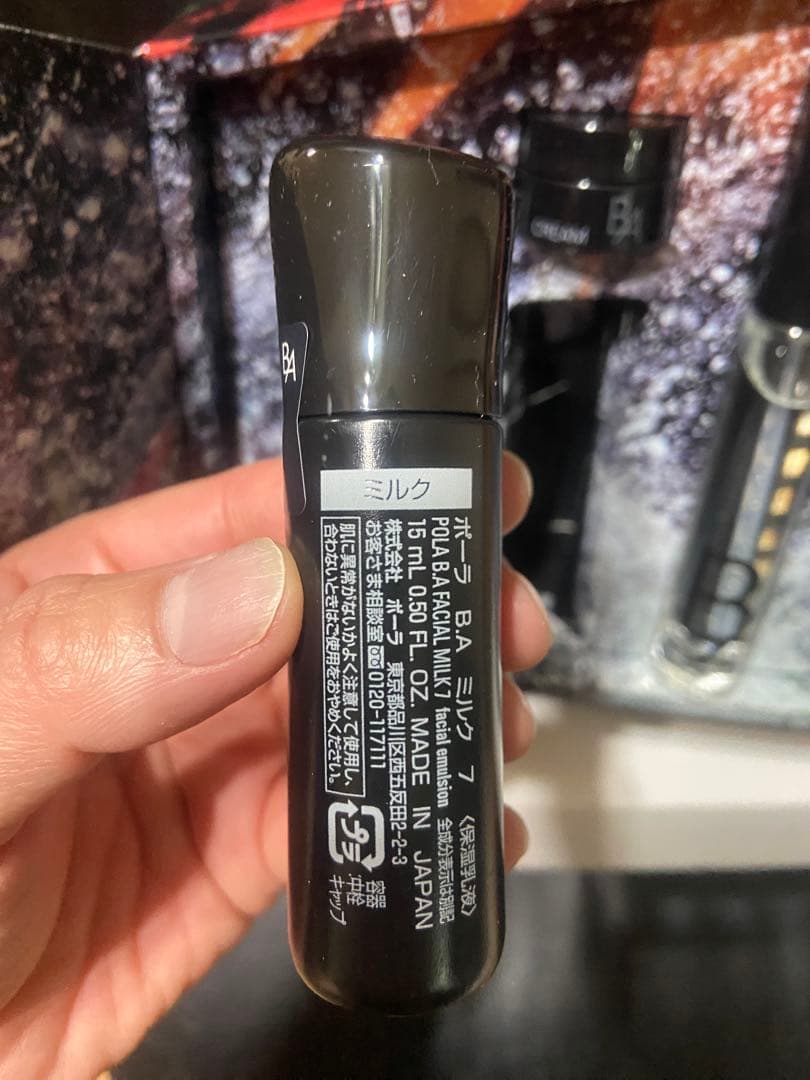 BA
ミルク
ポーラ B.A ミルク 7 〈保湿乳液〉
POLA B.A FACIAL MILK 7 facial emulsion 全成分表示は別記
15 mL 0.50 FL. OZ. MADE IN JAPAN
株式会社 ポーラ 東京都品川区西五反田2-2-3
お客さま相談室 0120-117111
肌に異常がないかよく注意して使用し、
合わないときはご使用をおやめください。
プラ
容器
中栓
キャップ
BA
CREAM
B